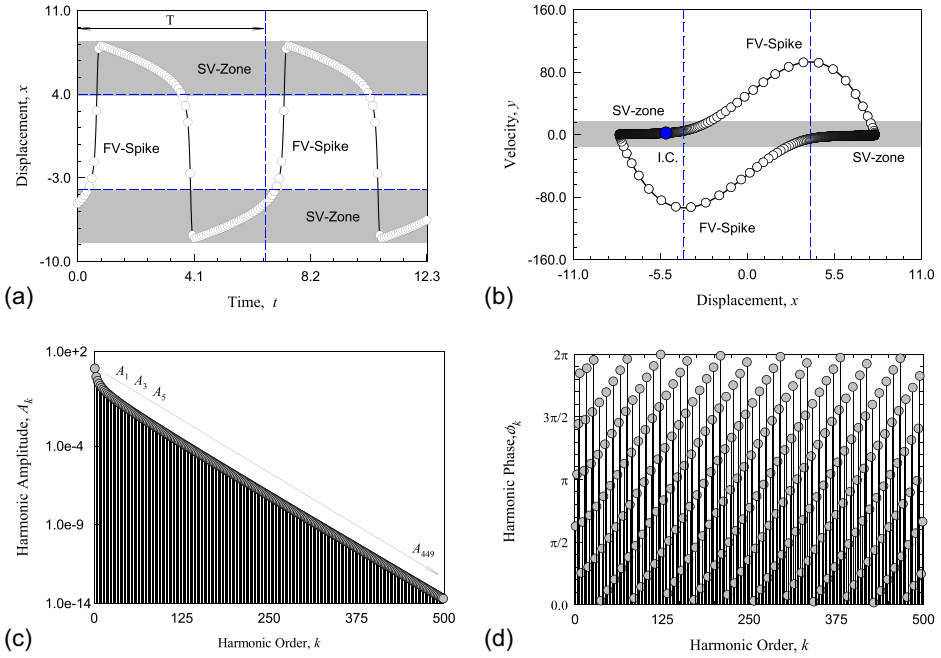 11.0
4.0
-3.0
-10.0
Displacement, x
T
SV-Zone
FV-Spike
FV-Spike
SV-Zone
0.0
4.1
8.2
12.3
Time, t
(a)
160.0
80.0
0.0
-80.0
-160.0
Velocity, y
FV-Spike
SV-zone
I.C.
SV-zone
FV-Spike
-11.0
-5.5
0.0
5.5
11.0
Displacement, x
(b)
1.0e+2
1.0e-4
1.0e-9
1.0e-14
Harmonic Amplitude, Ak
A1 A3 A5
A449
0
125
250
375
500
Harmonic Order, k
(c)
2π
3π/2
π
π/2
0.0
Harmonic Phase, ϕk
0
125
250
375
500
Harmonic Order, k
(d)